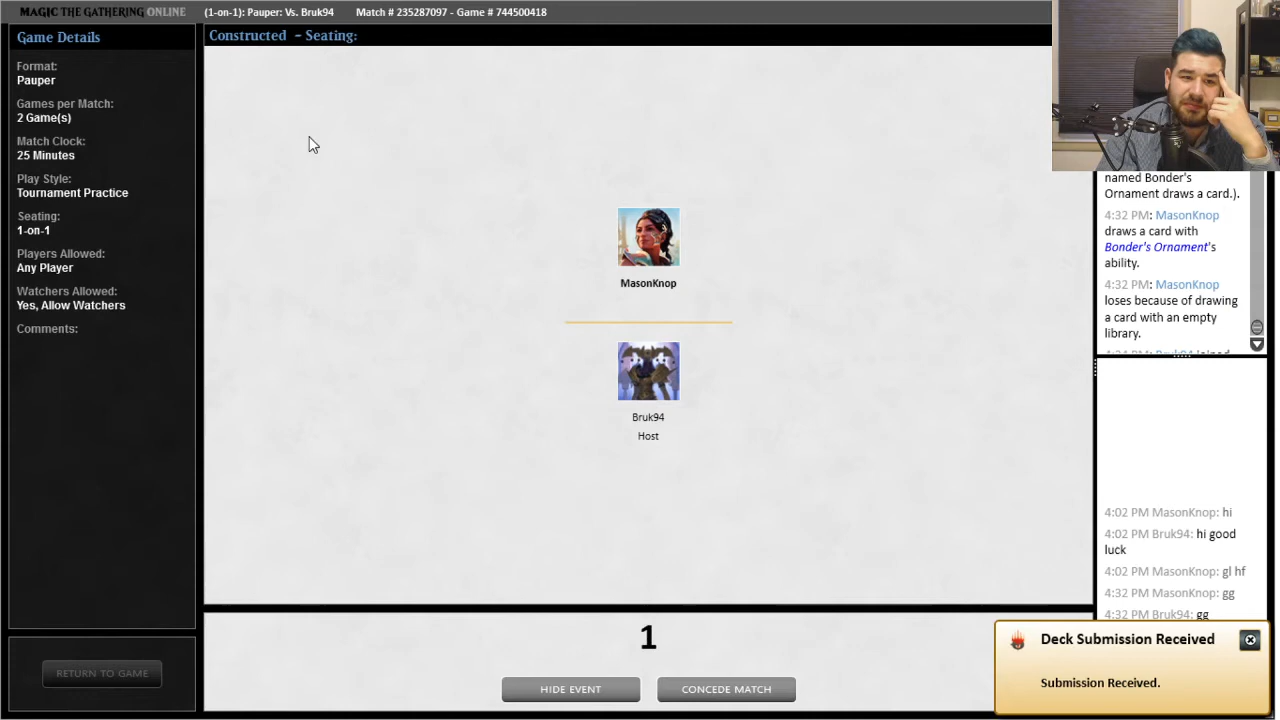 MAGIC THE GATHERING ONLINE
(1-on-1): Pauper: Vs. Bruk94 Match # 235287097 - Game # 744500418
Game Details
Format:
Pauper
Games per Match:
2 Game(s)
Match Clock:
25 Minutes
Play Style:
Tournament Practice
Seating:
1-on-1
Players Allowed:
Any Player
Watchers Allowed:
Yes, Allow Watchers
Comments:
RETURN TO GAME
Constructed - Seating:
MasonKnop
Bruk94
Host
1
HIDE EVENT
CONCEDE MATCH
named Bonder's
Ornament draws a card.).
4:32 PM: MasonKnop
draws a card with
Bonder's Ornament's
ability.
4:32 PM: MasonKnop
loses because of drawing
a card with an empty
library.
4:02 PM MasonKnop: hi
4:02 PM Bruk94: hi good
luck
4:02 PM MasonKnop: gl hf
4:32 PM MasonKnop: gg
4:32 PM Bruk94: gg
Deck Submission Received
Submission Received.